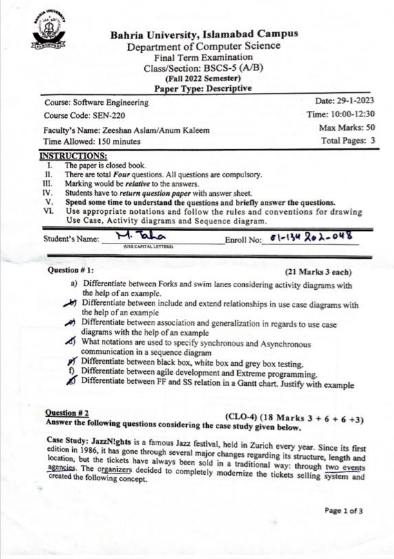 Bahria University, Islamabad Campus
Department of Computer Science
Final Term Examination
Class/Section: BSCS-5 (A/B)
(Fall 2022 Semester)
Paper Type: Descriptive
Course: Software Engineering Date: 29-1-2023
Course Code: SEN-220 Time: 10:00-12:30
Faculty's Name: Zeeshan Aslam/Anum Kaleem Max Marks: 50
Time Allowed: 150 minutes Total Pages: 3
INSTRUCTIONS:
I. The paper is closed book.
II. There are total Four questions. All questions are compulsory.
III. Marking would be relative to the answers.
IV. Students have to return question paper with answer sheet.
V. Spend some time to understand the questions and briefly answer the questions.
VI. Use appropriate notations and follow the rules and conventions for drawing
Use Case, Activity diagrams and Sequence diagram.
Student's Name: M. Taha Enroll No: 01-134202-048
(USE CAPITAL LETTERS)
Question # 1: (21 Marks 3 each)
a) Differentiate between Forks and swim lanes considering activity diagrams with
the help of an example.
b) Differentiate between include and extend relationships in use case diagrams with
the help of an example
c) Differentiate between association and generalization in regards to use case
diagrams with the help of an example
d) What notations are used to specify synchronous and Asynchronous
communication in a sequence diagram
e) Differentiate between black box, white box and grey box testing.
f) Differentiate between agile development and Extreme programming.
g) Differentiate between FF and SS relation in a Gantt chart. Justify with example
Question # 2 (CLO-4) (18 Marks 3 + 6 + 6 +3)
Answer the following questions considering the case study given below.
Case Study: JazzN!ghts is a famous Jazz festival, held in Zurich every year. Since its first
edition in 1986, it has gone through several major changes regarding its structure, length and
location, but the tickets have always been sold in a traditional way: through two events
agencies. The organizers decided to completely modernize the tickets selling system and
created the following concept.
Page 1 of 3